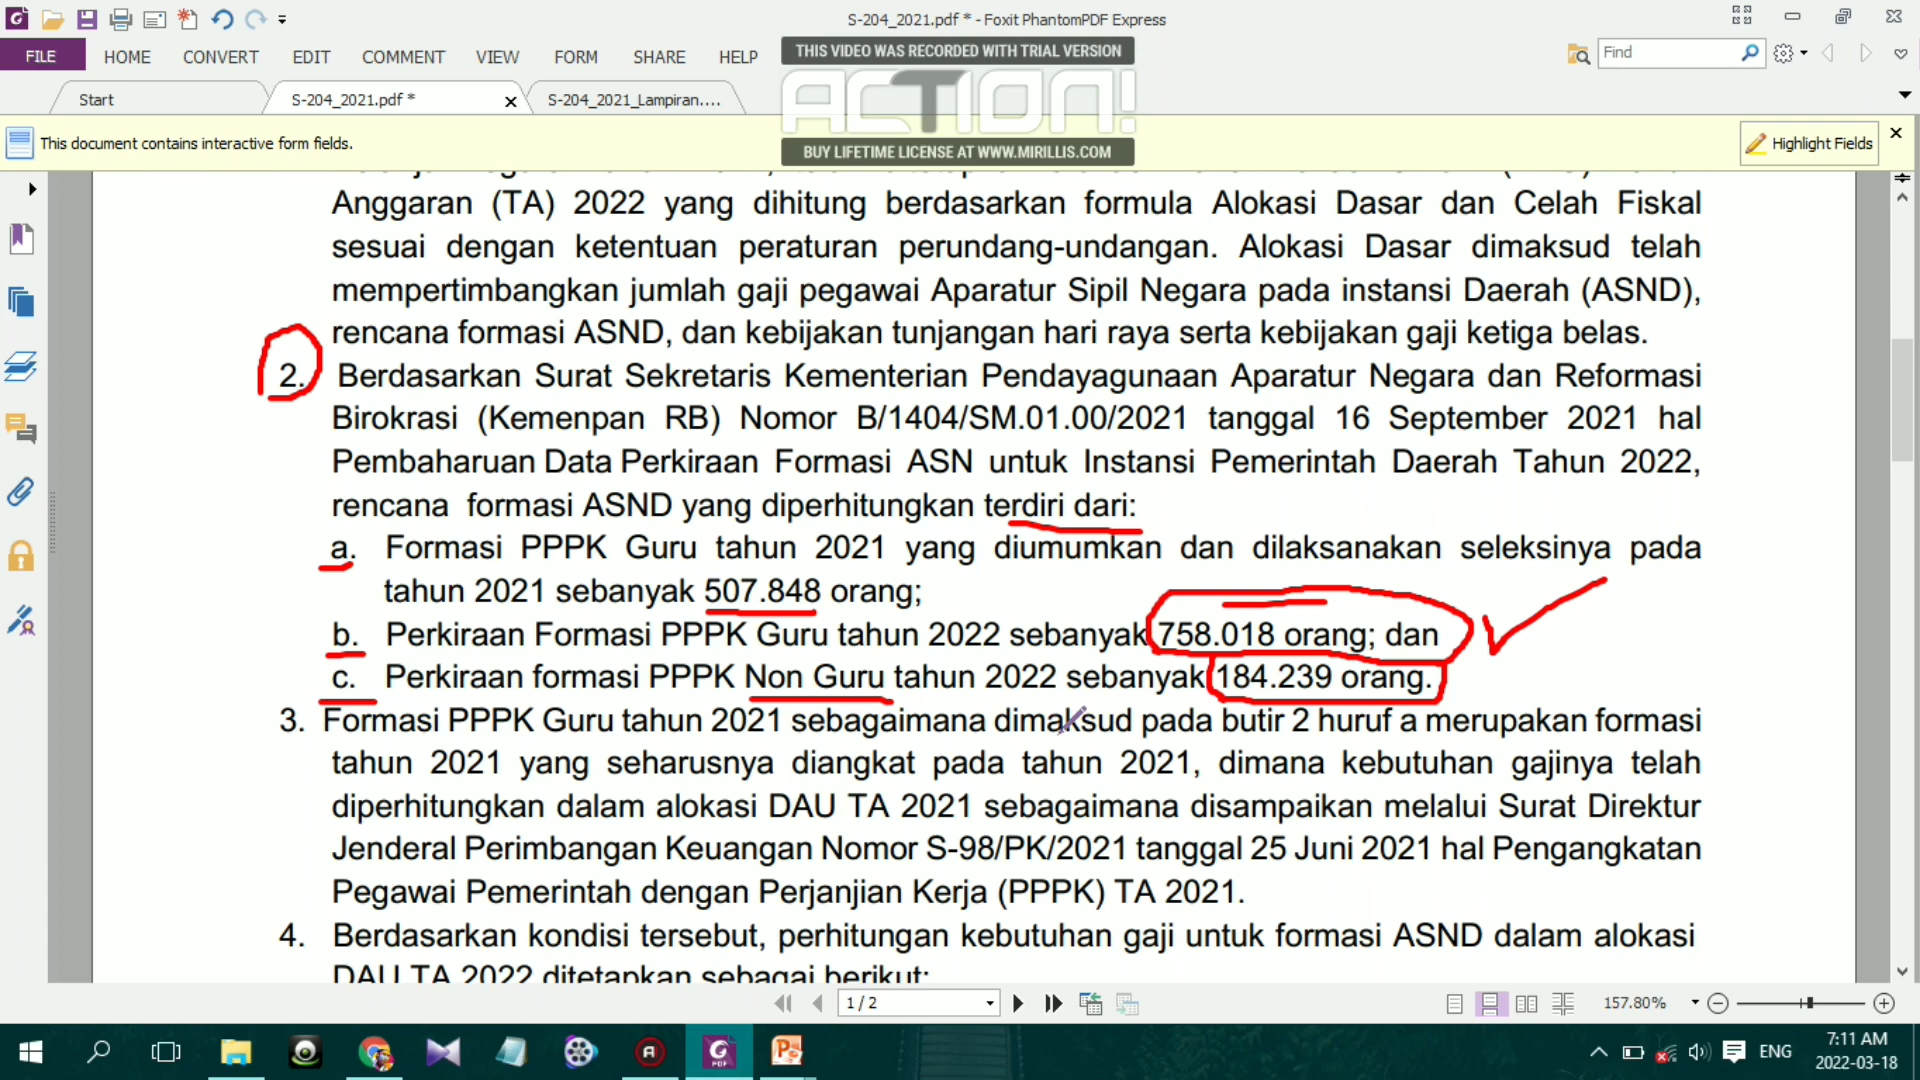 S-204_2021.pdf * - Foxit PhantomPDF Express
FILE HOME CONVERT EDIT COMMENT VIEW FORM SHARE HELP
THIS VIDEO WAS RECORDED WITH TRIAL VERSION
ACTION!
BUY LIFETIME LICENSE AT WWW.MIRILLIS.COM
Find
Start
S-204_2021.pdf *
S-204_2021_Lampiran....
This document contains interactive form fields.
Highlight Fields
Anggaran (TA) 2022 yang dihitung berdasarkan formula Alokasi Dasar dan Celah Fiskal
sesuai dengan ketentuan peraturan perundang-undangan. Alokasi Dasar dimaksud telah
mempertimbangkan jumlah gaji pegawai Aparatur Sipil Negara pada instansi Daerah (ASND),
rencana formasi ASND, dan kebijakan tunjangan hari raya serta kebijakan gaji ketiga belas.
2. Berdasarkan Surat Sekretaris Kementerian Pendayagunaan Aparatur Negara dan Reformasi
Birokrasi (Kemenpan RB) Nomor B/1404/SM.01.00/2021 tanggal 16 September 2021 hal
Pembaharuan Data Perkiraan Formasi ASN untuk Instansi Pemerintah Daerah Tahun 2022,
rencana formasi ASND yang diperhitungkan terdiri dari:
a. Formasi PPPK Guru tahun 2021 yang diumumkan dan dilaksanakan seleksinya pada
tahun 2021 sebanyak 507.848 orang;
b. Perkiraan Formasi PPPK Guru tahun 2022 sebanyak 758.018 orang; dan
c. Perkiraan formasi PPPK Non Guru tahun 2022 sebanyak 184.239 orang.
3. Formasi PPPK Guru tahun 2021 sebagaimana dimaksud pada butir 2 huruf a merupakan formasi
tahun 2021 yang seharusnya diangkat pada tahun 2021, dimana kebutuhan gajinya telah
diperhitungkan dalam alokasi DAU TA 2021 sebagaimana disampaikan melalui Surat Direktur
Jenderal Perimbangan Keuangan Nomor S-98/PK/2021 tanggal 25 Juni 2021 hal Pengangkatan
Pegawai Pemerintah dengan Perjanjian Kerja (PPPK) TA 2021.
4. Berdasarkan kondisi tersebut, perhitungan kebutuhan gaji untuk formasi ASND dalam alokasi
DAU TA 2022 ditetapkan sebagai berikut:
1 / 2
157.80%
ENG
7:11 AM
2022-03-18